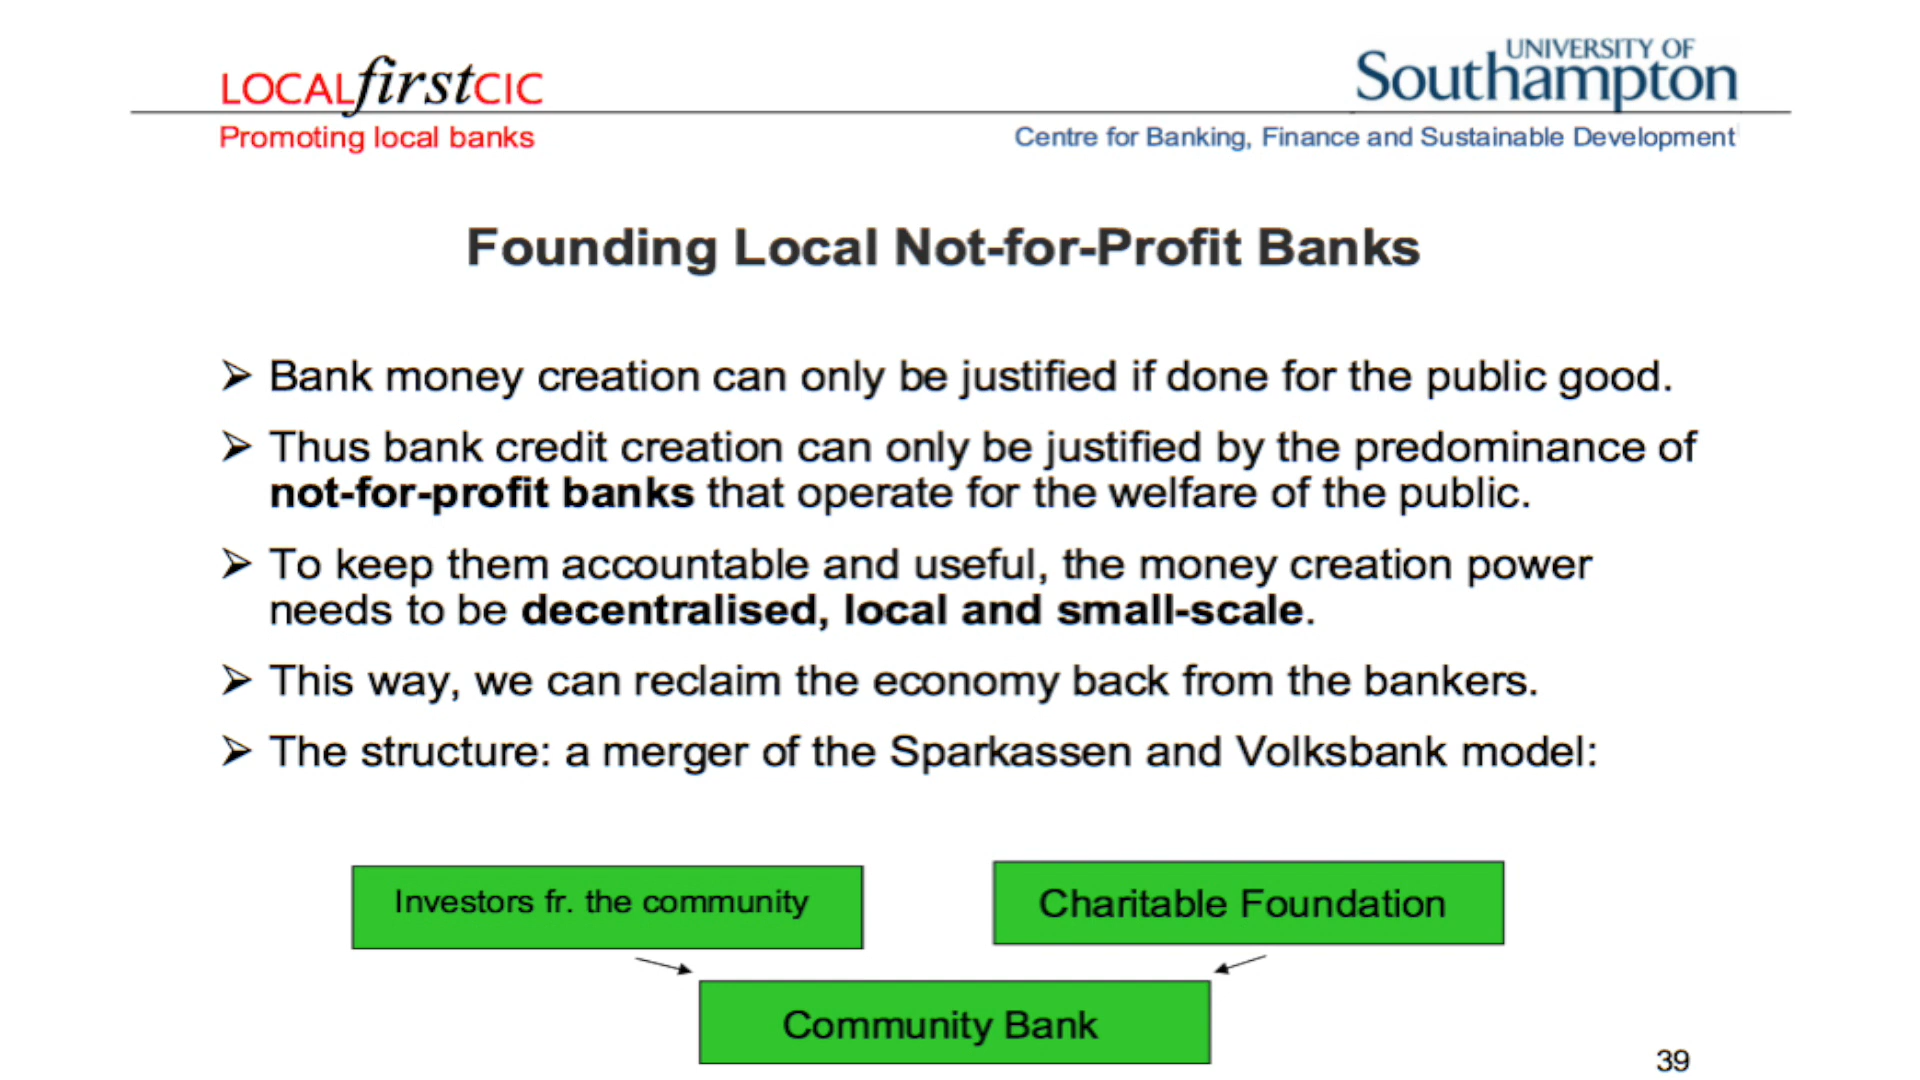 LOCALfirstCIC
Promoting local banks
UNIVERSITY OF
Southampton
Centre for Banking, Finance and Sustainable Development
Founding Local Not-for-Profit Banks
➢ Bank money creation can only be justified if done for the public good.
➢ Thus bank credit creation can only be justified by the predominance of
not-for-profit banks that operate for the welfare of the public.
➢ To keep them accountable and useful, the money creation power
needs to be decentralised, local and small-scale.
➢ This way, we can reclaim the economy back from the bankers.
➢ The structure: a merger of the Sparkassen and Volksbank model:
Investors fr. the community
Charitable Foundation
Community Bank
39